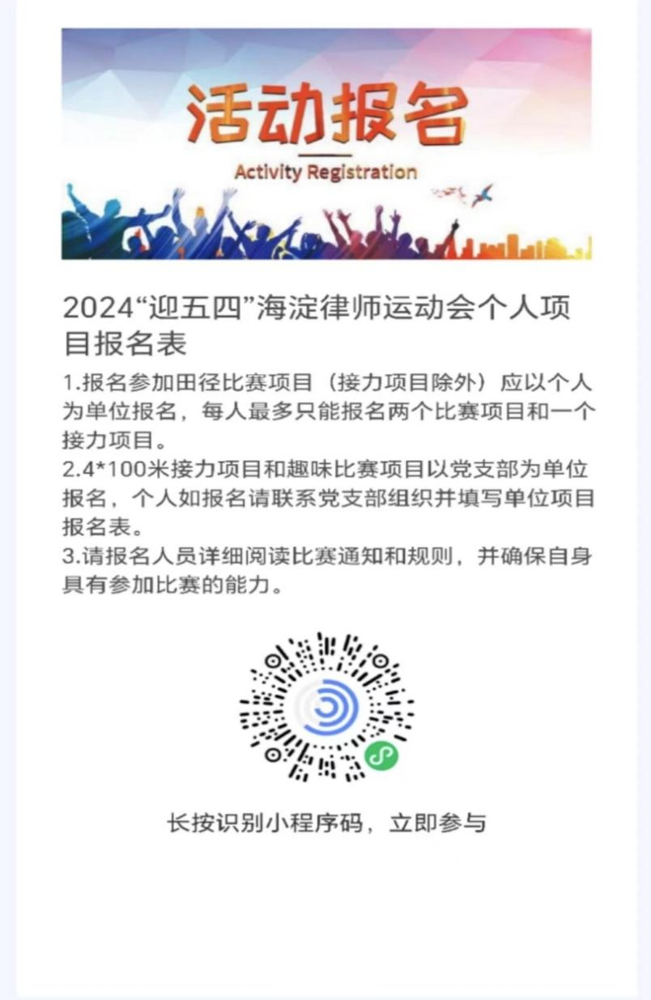 活动报名
Activity Registration
2024“迎五四”海淀律师运动会个人项
目报名表
1.报名参加田径比赛项目（接力项目除外）应以个人
为单位报名，每人最多只能报名两个比赛项目和一个
接力项目。
2.4*100米接力项目和趣味比赛项目以党支部为单位
报名，个人如报名请联系党支部组织并填写单位项目
报名表。
3.请报名人员详细阅读比赛通知和规则，并确保自身
具有参加比赛的能力。
长按识别小程序码，立即参与